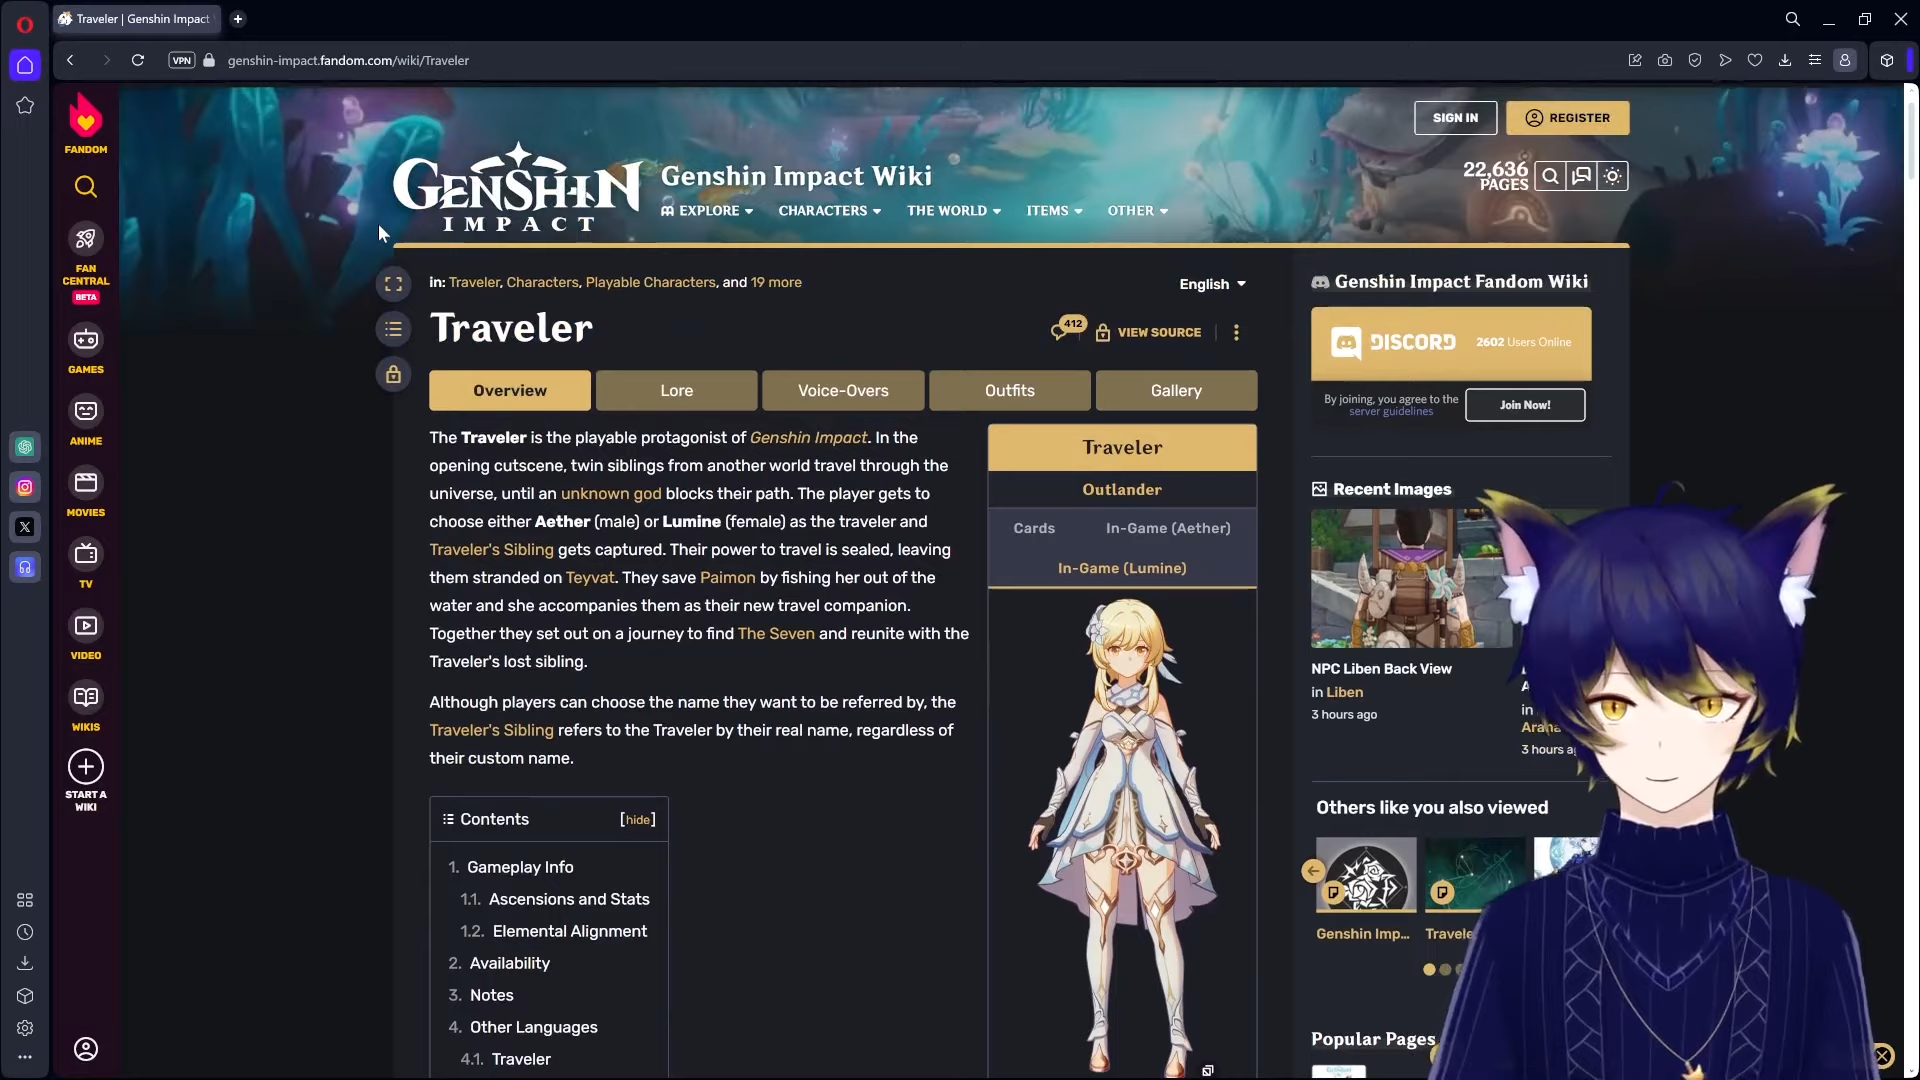 Traveler | Genshin Impact
VPN
genshin-impact.fandom.com/wiki/Traveler
FANDOM
FAN
CENTRAL
BETA
GAMES
ANIME
MOVIES
TV
VIDEO
WIKIS
START A
WIKI
SIGN IN
REGISTER
GENSHIN
IMPACT
Genshin Impact Wiki
22,636
PAGES
EXPLORE
CHARACTERS
THE WORLD
ITEMS
OTHER
in: Traveler, Characters, Playable Characters, and 19 more
English
Traveler
412
VIEW SOURCE
Overview
Lore
Voice-Overs
Outfits
Gallery
The Traveler is the playable protagonist of Genshin Impact. In the
opening cutscene, twin siblings from another world travel through the
universe, until an unknown god blocks their path. The player gets to
choose either Aether (male) or Lumine (female) as the traveler and
Traveler's Sibling gets captured. Their power to travel is sealed, leaving
them stranded on Teyvat. They save Paimon by fishing her out of the
water and she accompanies them as their new travel companion.
Together they set out on a journey to find The Seven and reunite with the
Traveler's lost sibling.
Although players can choose the name they want to be referred by, the
Traveler's Sibling refers to the Traveler by their real name, regardless of
their custom name.
Contents
[hide]
1. Gameplay Info
1.1. Ascensions and Stats
1.2. Elemental Alignment
2. Availability
3. Notes
4. Other Languages
4.1. Traveler
Traveler
Outlander
Cards
In-Game (Aether)
In-Game (Lumine)
Genshin Impact Fandom Wiki
DISCORD
2602 Users Online
By joining, you agree to the
server guidelines
Join Now!
Recent Images
NPC Liben Back View
in Liben
3 hours ago
in
3 hours
Others like you also viewed
Genshin Imp...
Popular Pages